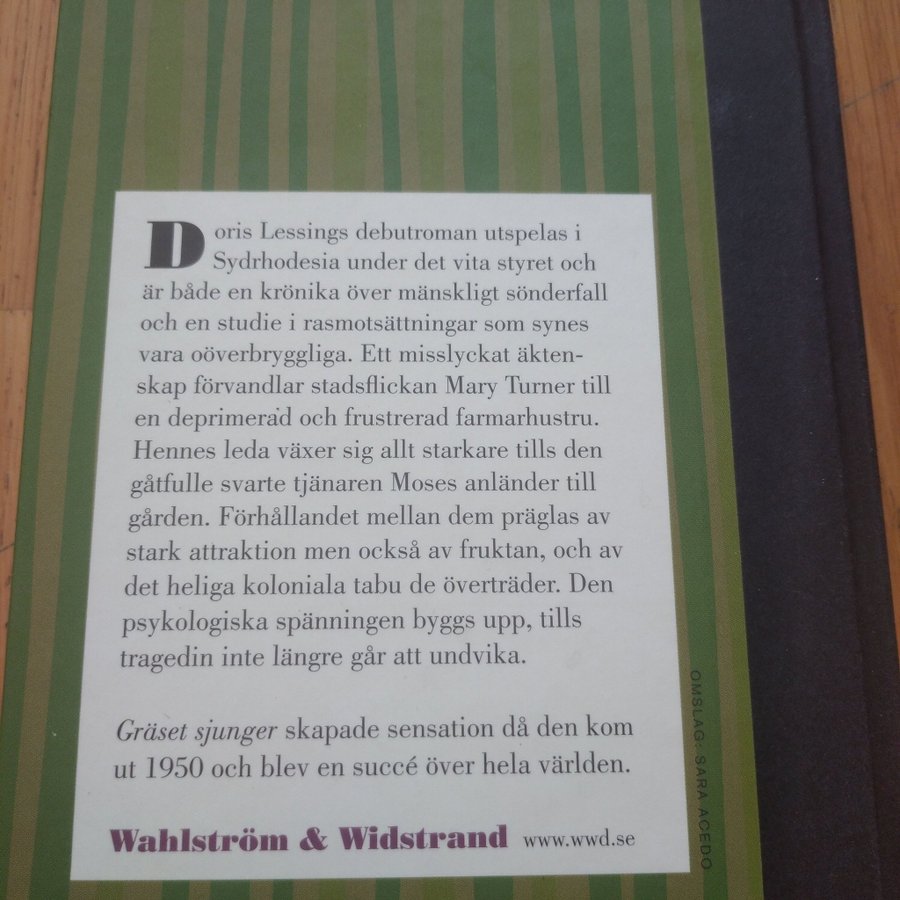 Doris Lessings debutroman utspelas i
Sydrhodesia under det vita styret och
är både en krönika över mänskligt sönderfall
och en studie i rasmotsättningar som synes
vara oöverbryggliga. Ett misslyckat äkten-
skap förvandlar stadsflickan Mary Turner till
en deprimerad och frustrerad farmarhustru.
Hennes leda växer sig allt starkare tills den
gåtfulle svarte tjänaren Moses anländer till
gården. Förhållandet mellan dem präglas av
stark attraktion men också av fruktan, och av
det heliga koloniala tabu de överträder. Den
psykologiska spänningen byggs upp, tills
tragedin inte längre går att undvika.
Gräset sjunger skapade sensation då den kom
ut 1950 och blev en succé över hela världen.
Wahlström & Widstrand www.wwd.se
OMSLAG: SARA ACEDO